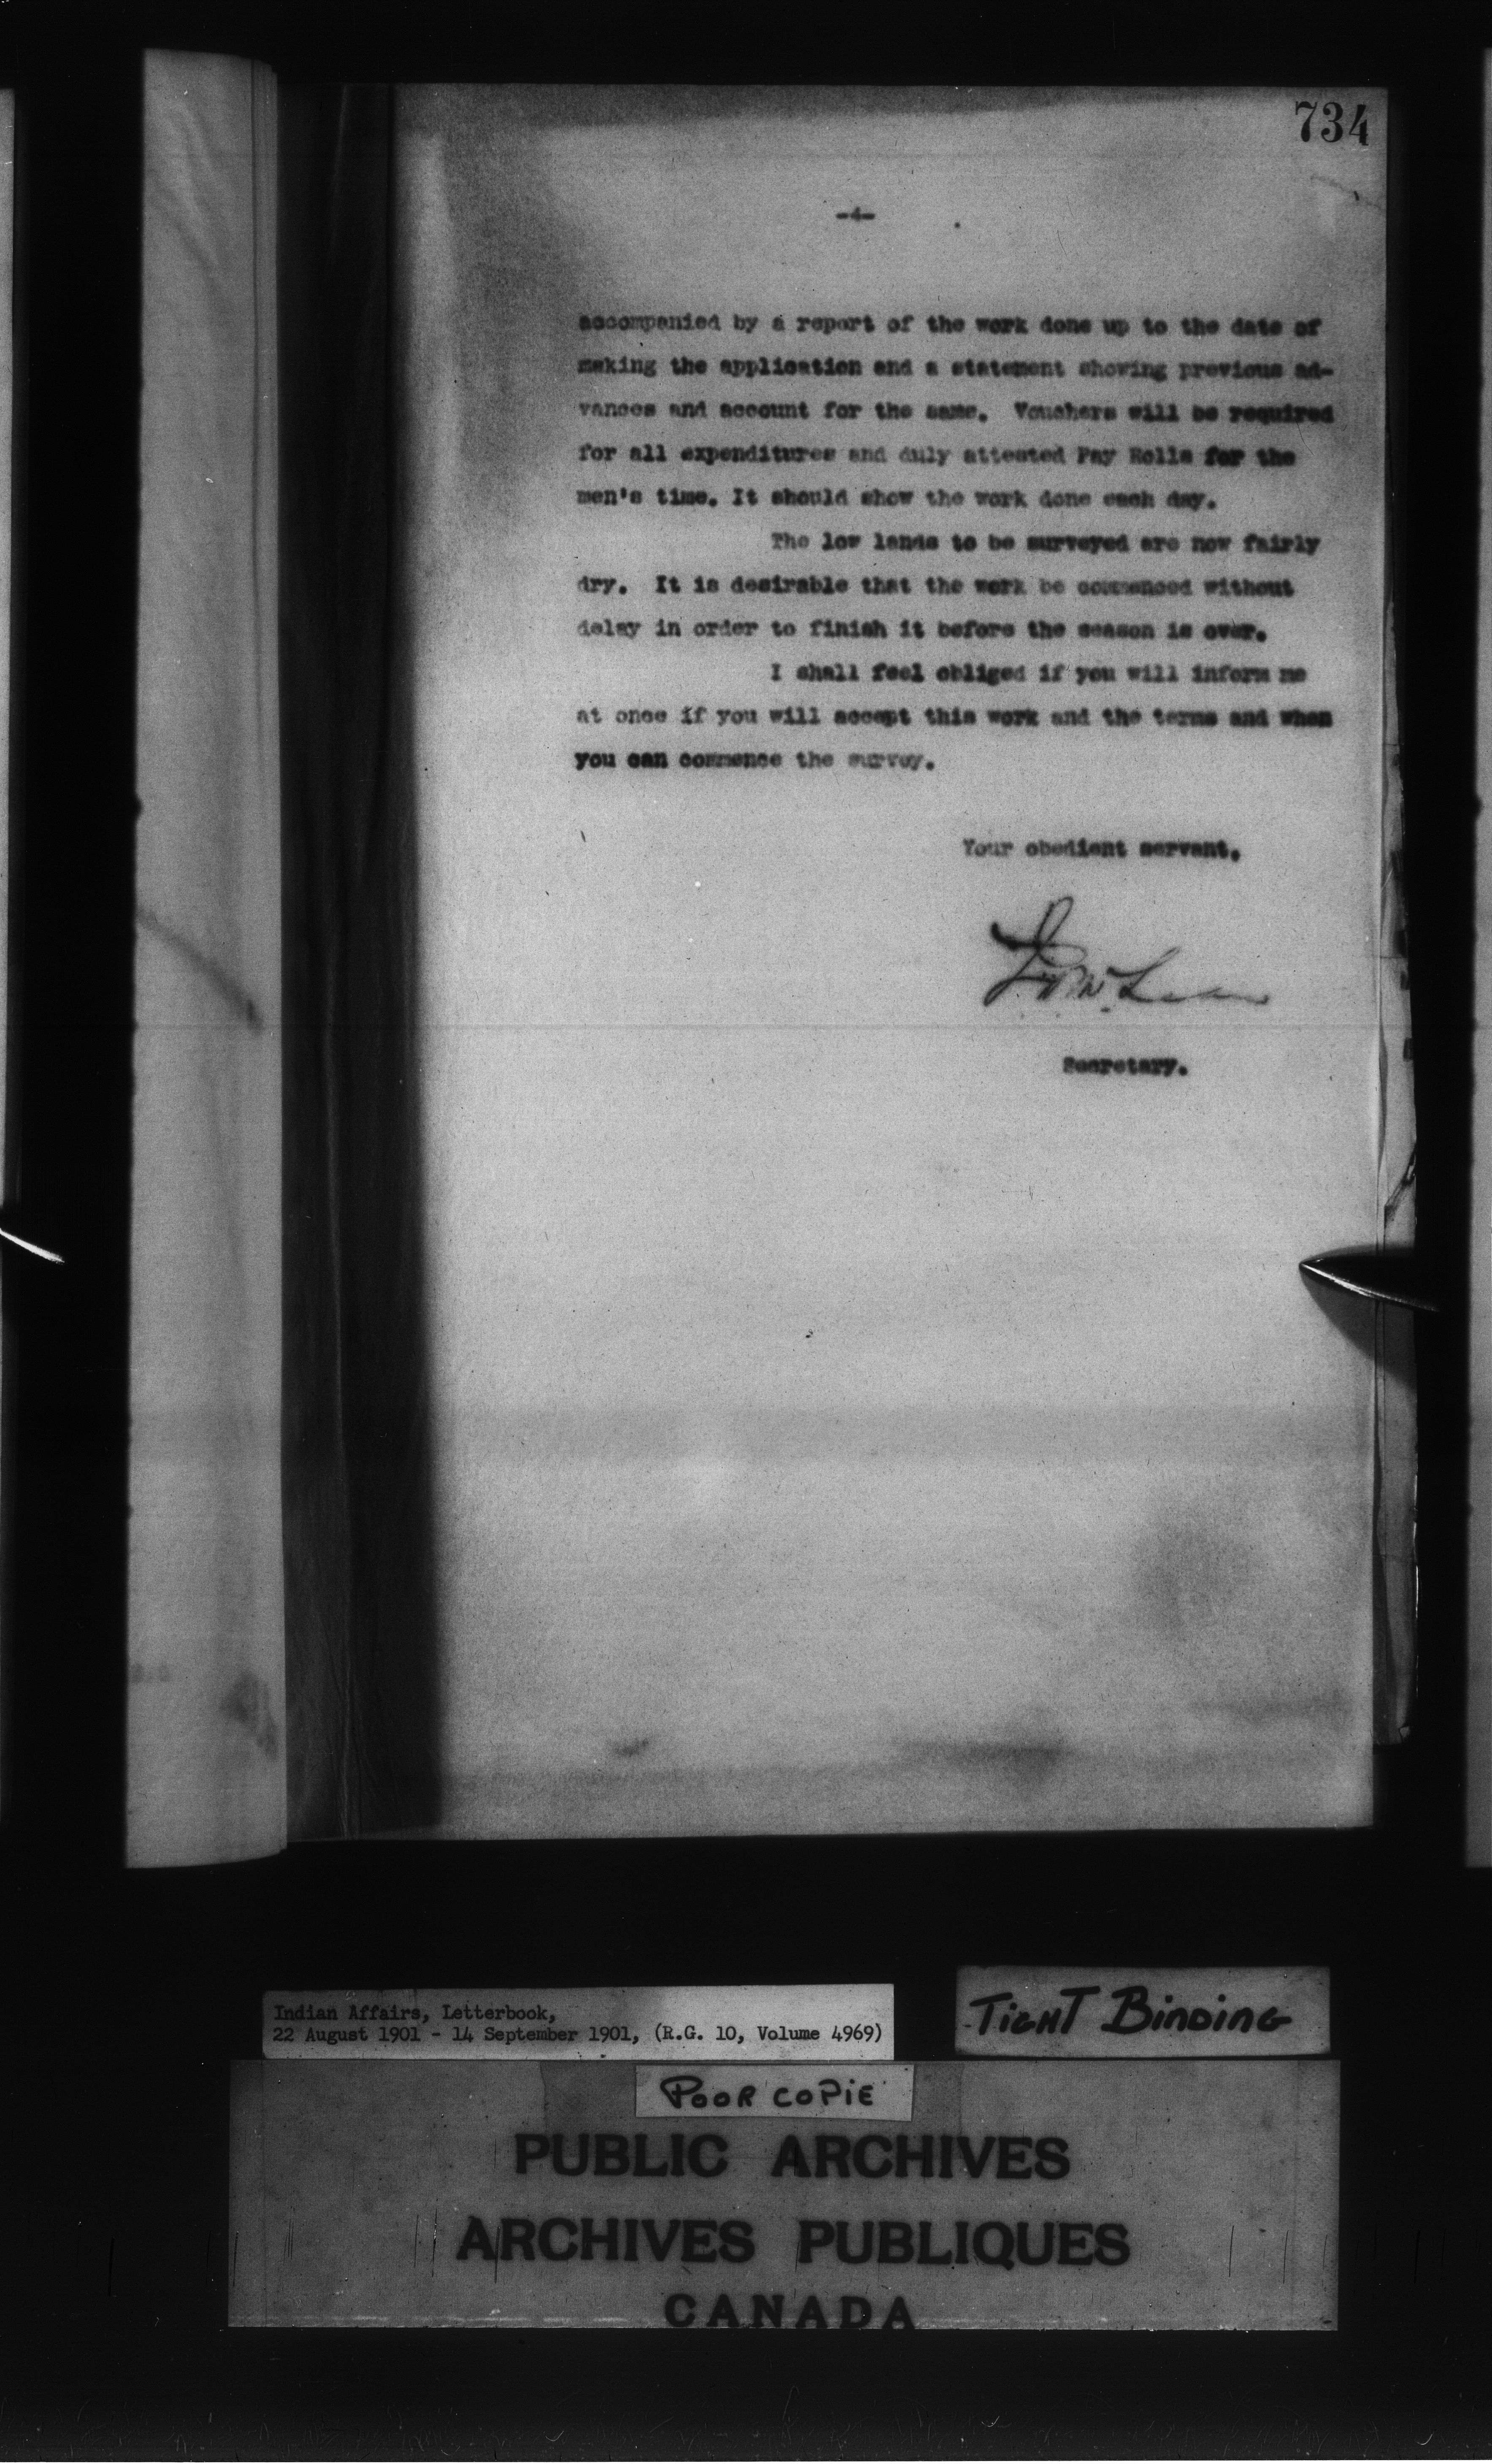 734
-4-
accompanied by a report of the work done up to the date of
making the application and a statement showing previous ad-
vances and account for the same. Vouchers will be required
for all expenditures and duly attested Pay Rolls for the
men's time. It should show the work done each day.
The low lands to be surveyed are now fairly
dry. It is desirable that the work be commenced without
delay in order to finish it before the season is over.
I shall feel obliged if you will inform me
at once if you will accept this work and the terms and when
you can commence the survey.
Your obedient servant.
J. D. McLean
Secretary.
Indian Affairs, Letterbook,
22 August 1901 - 14 September 1901, (R.G. 10, Volume 4969)
TIGHT BINDING
POOR COPIE
PUBLIC ARCHIVES
ARCHIVES PUBLIQUES
CANADA